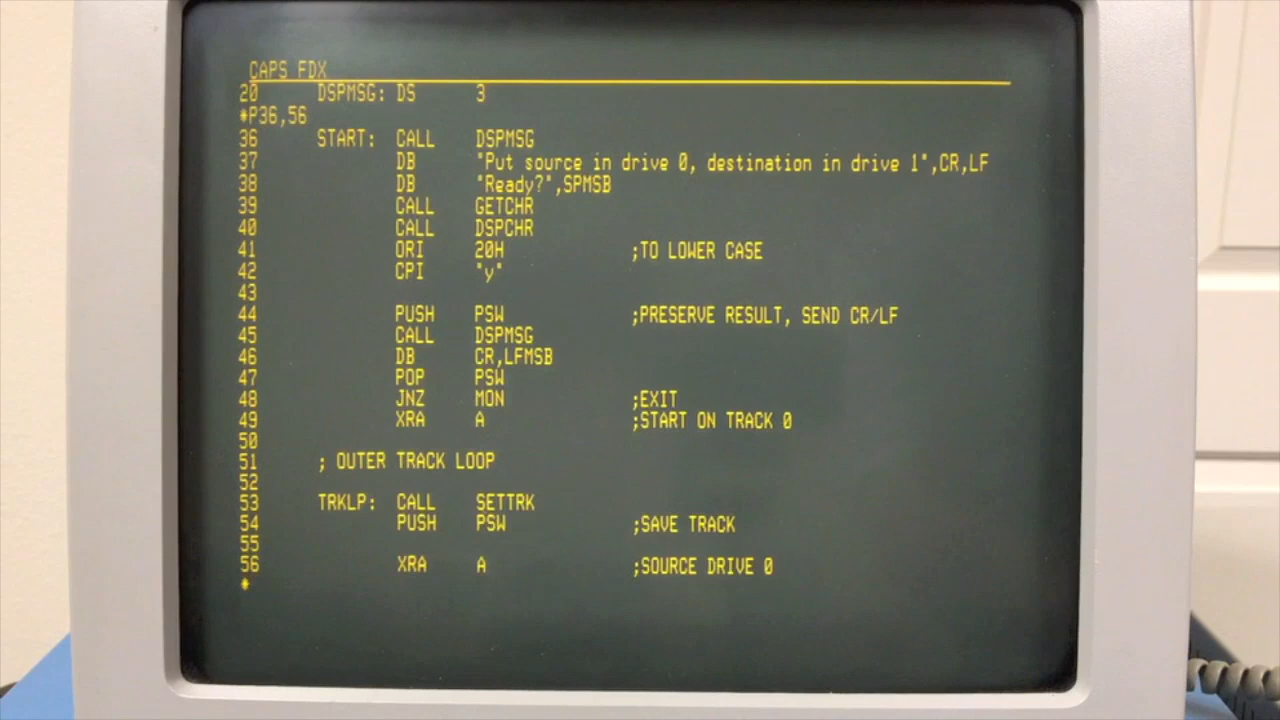 CAPS FDX
20 DSPMSG: DS 3
*P36,56
36 START: CALL DSPMSG
37 DB "Put source in drive 0, destination in drive 1",CR,LF
38 DB "Ready?",SPMSB
39 CALL GETCHR
40 CALL DSPCHR
41 ORI 20H ;TO LOWER CASE
42 CPI "y"
43
44 PUSH PSW ;PRESERVE RESULT, SEND CR/LF
45 CALL DSPMSG
46 DB CR,LFMSB
47 POP PSW
48 JNZ MON ;EXIT
49 XRA A ;START ON TRACK 0
50
51 ; OUTER TRACK LOOP
52
53 TRKLP: CALL SETTRK
54 PUSH PSW ;SAVE TRACK
55
56 XRA A ;SOURCE DRIVE 0
*